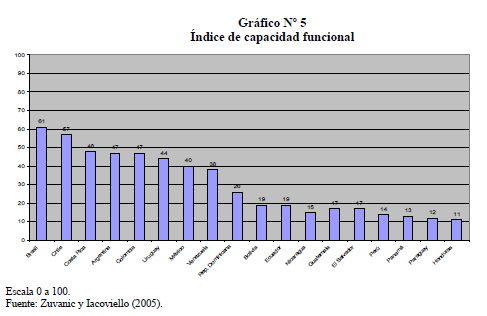 Gráfico Nº 5
Índice de capacidad funcional
100
90
80
70
60
50
40
30
20
10
0
61
57
48
47
47
44
40
38
26
19
19
15
17
17
14
13
12
11
Brasil
Chile
Costa Rica
Argentina
Colombia
Uruguay
México
Venezuela
Rep. Dominicana
Bolivia
Ecuador
Nicaragua
Guatemala
El Salvador
Perú
Panamá
Paraguay
Honduras
Escala 0 a 100.
Fuente: Zuvanic y Iacoviello (2005).